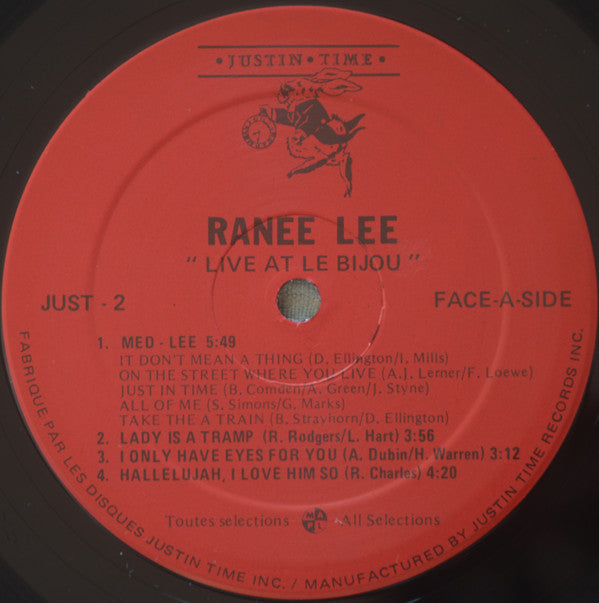 • JUSTIN • TIME •
RANEE LEE
" LIVE AT LE BIJOU "
JUST - 2
FACE-A-SIDE
1. MED - LEE 5:49
IT DON'T MEAN A THING (D. Ellington/I. Mills)
ON THE STREET WHERE YOU LIVE (A.J. Lerner/F. Loewe)
JUST IN TIME (B. Comden/A. Green/J. Styne)
ALL OF ME (S. Simons/G. Marks)
TAKE THE A TRAIN (B. Strayhorn/D. Ellington)
2. LADY IS A TRAMP (R. Rodgers/L. Hart) 3:56
3. I ONLY HAVE EYES FOR YOU (A. Dubin/H. Warren) 3:12
4. HALLELUJAH, I LOVE HIM SO (R. Charles) 4:20
Toutes selections
All Selections
FABRIQUE PAR LES DISQUES JUSTIN TIME INC. / MANUFACTURED BY JUSTIN TIME RECORDS INC.